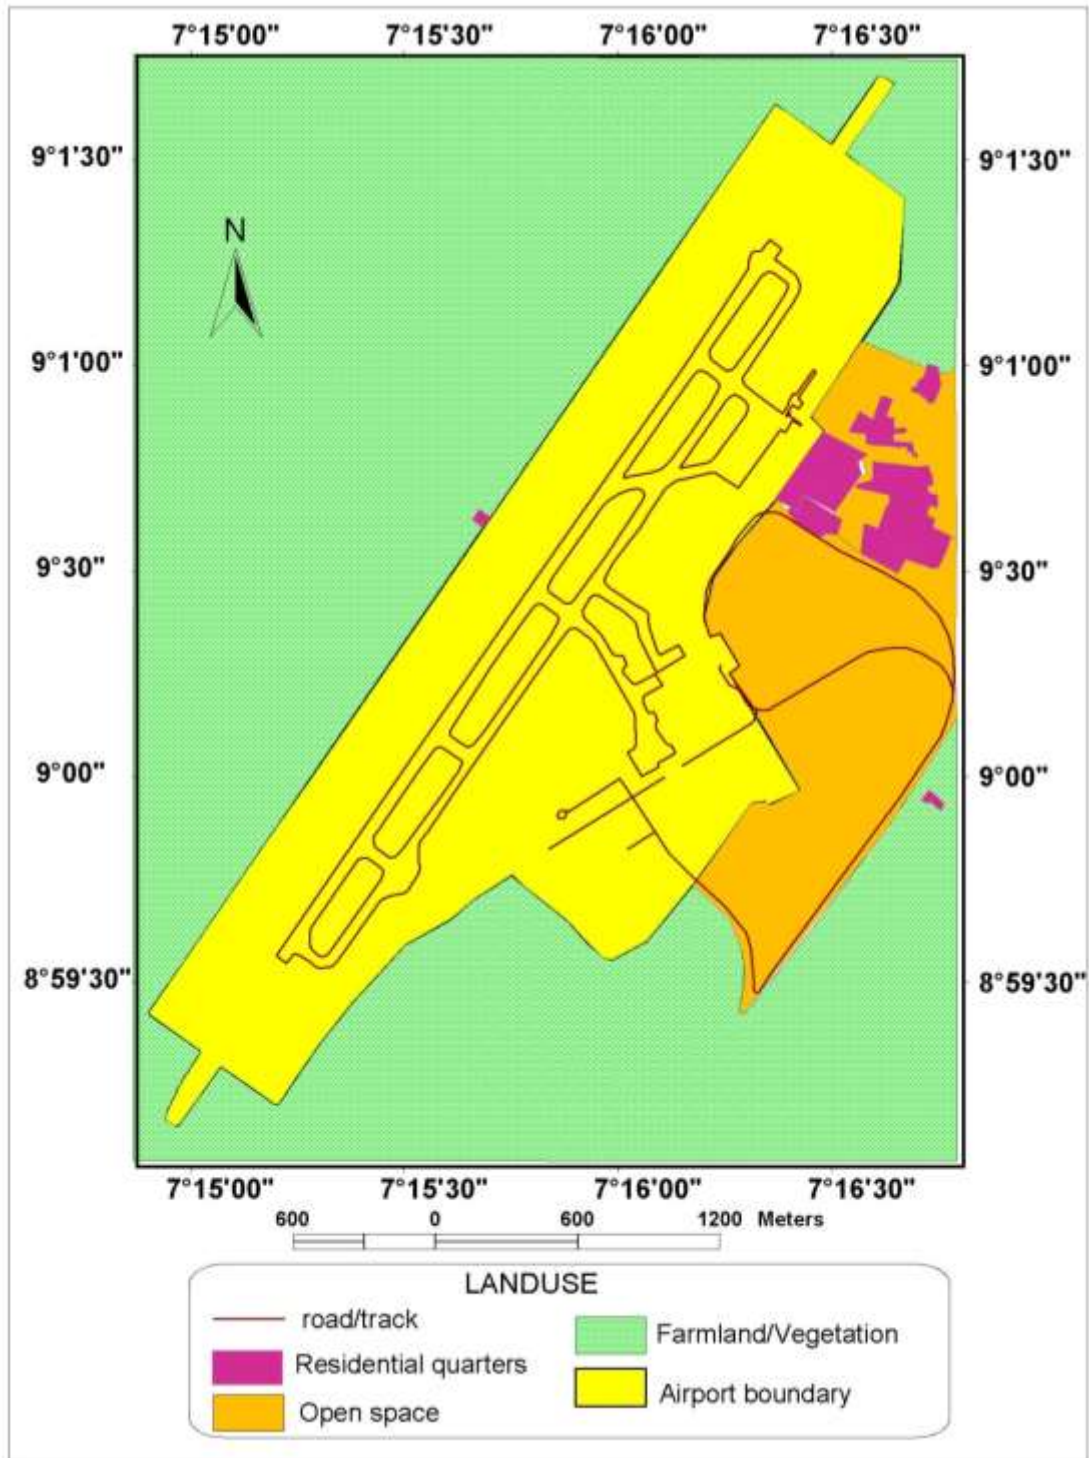 7°15'00" 7°15'30" 7°16'00" 7°16'30"
9°1'30" 9°1'30"
N
9°1'00" 9°1'00"
9°30" 9°30"
9°00" 9°00"
8°59'30" 8°59'30"
7°15'00" 7°15'30" 7°16'00" 7°16'30"
600 0 600 1200 Meters
LANDUSE
road/track
Farmland/Vegetation
Residential quarters
Airport boundary
Open space